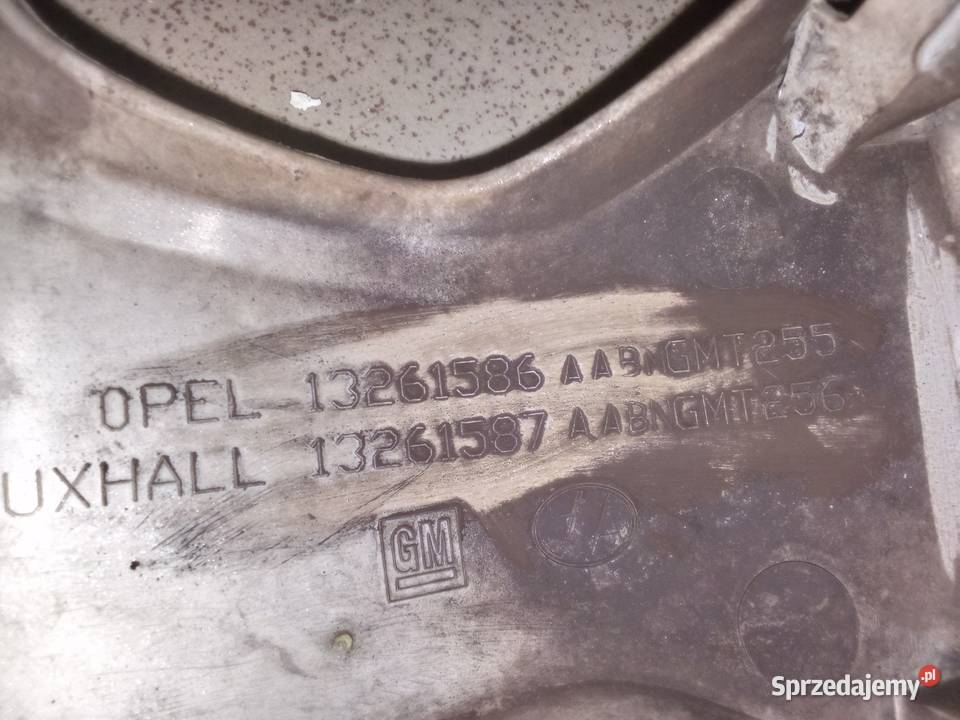 OPEL 13261586 AABNGMT255
UXHALL 13261587 AABNGMT256
GM
Sprzedajemy.pl